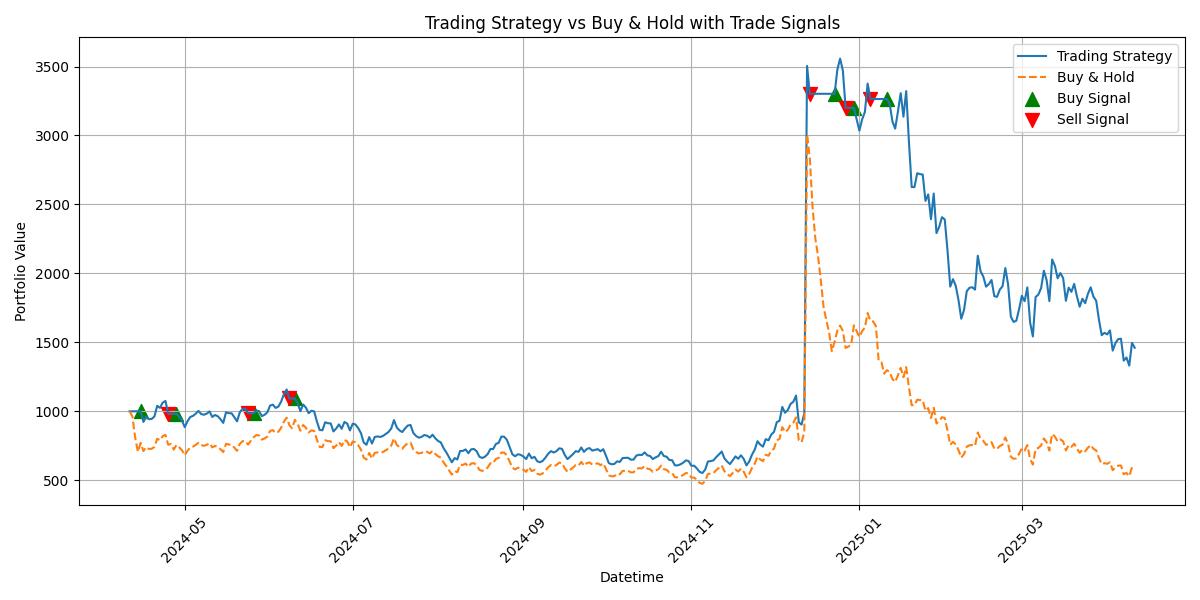 Trading Strategy vs Buy & Hold with Trade Signals
Trading Strategy
Buy & Hold
Buy Signal
Sell Signal
Portfolio Value
3500
3000
2500
2000
1500
1000
500
2024-05
2024-07
2024-09
2024-11
2025-01
2025-03
Datetime